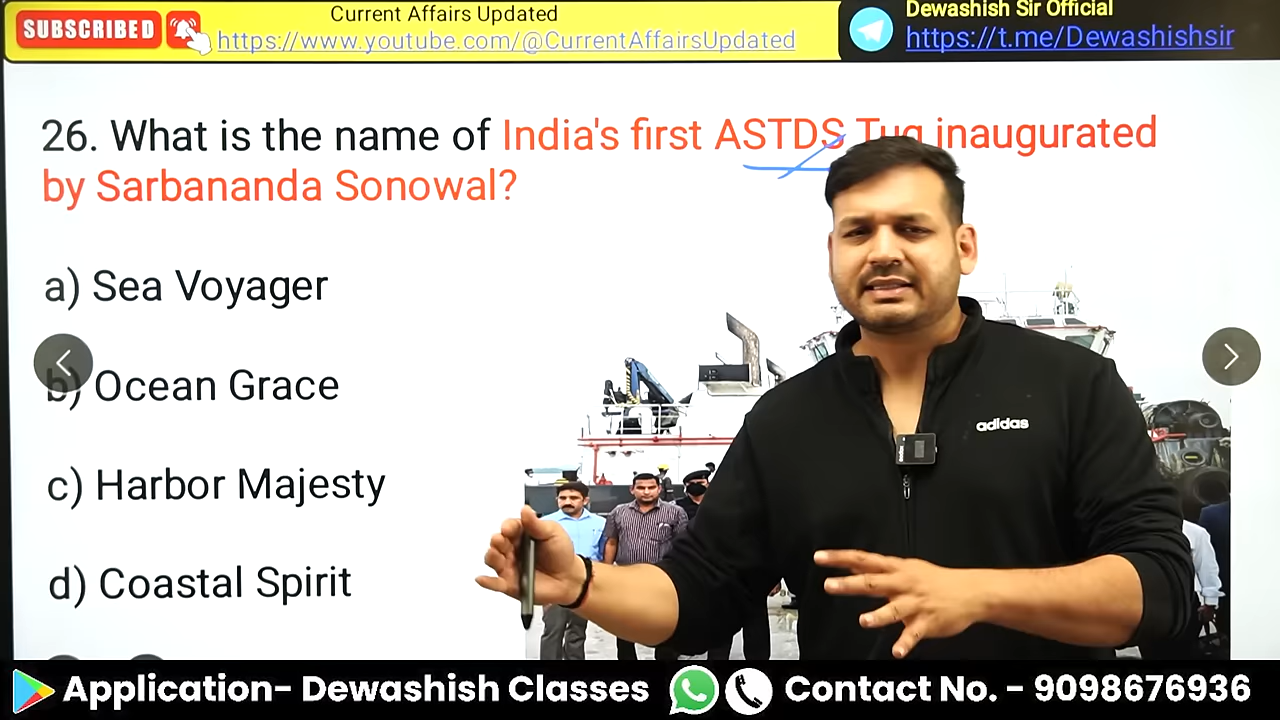 SUBSCRIBED
Current Affairs Updated
https://www.youtube.com/@CurrentAffairsUpdated
Dewashish Sir Official
https://t.me/Dewashishsir
26. What is the name of India's first ASTDS Tug inaugurated
by Sarbananda Sonowal?
a) Sea Voyager
b) Ocean Grace
c) Harbor Majesty
d) Coastal Spirit
adidas
Application- Dewashish Classes
Contact No. - 9098676936